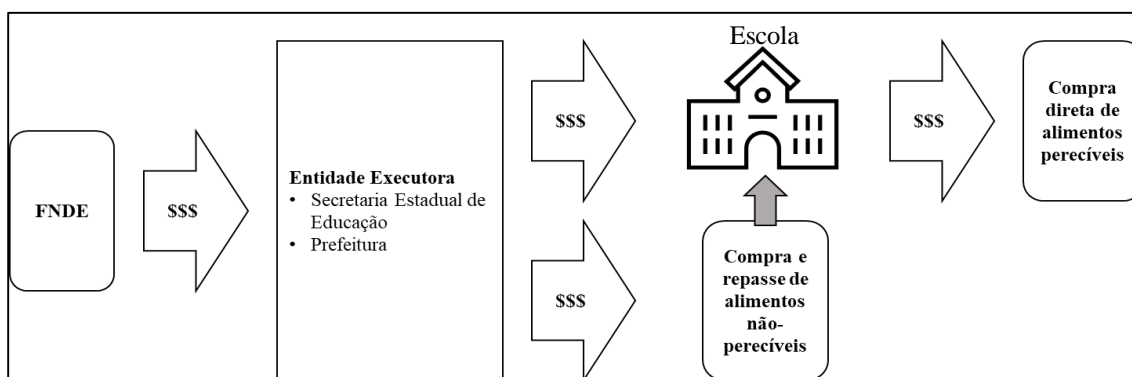 FNDE
$$$
Entidade Executora
• Secretaria Estadual de
Educação
• Prefeitura
$$$
$$$
Escola
Compra e
repasse de
alimentos
não-
perecíveis
$$$
Compra
direta de
alimentos
perecíveis